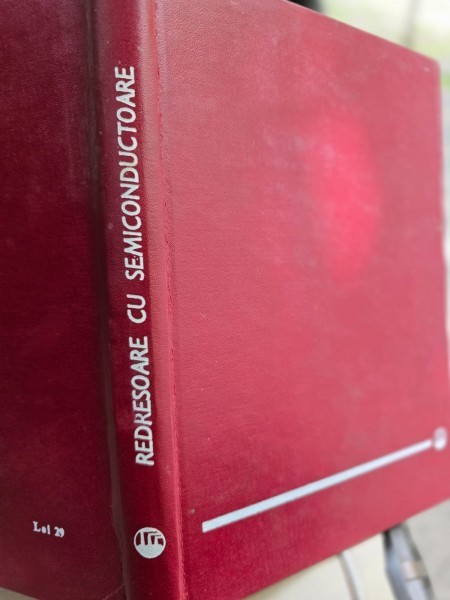 REDRESOARE CU SEMICONDUCTOARE
Lei 29